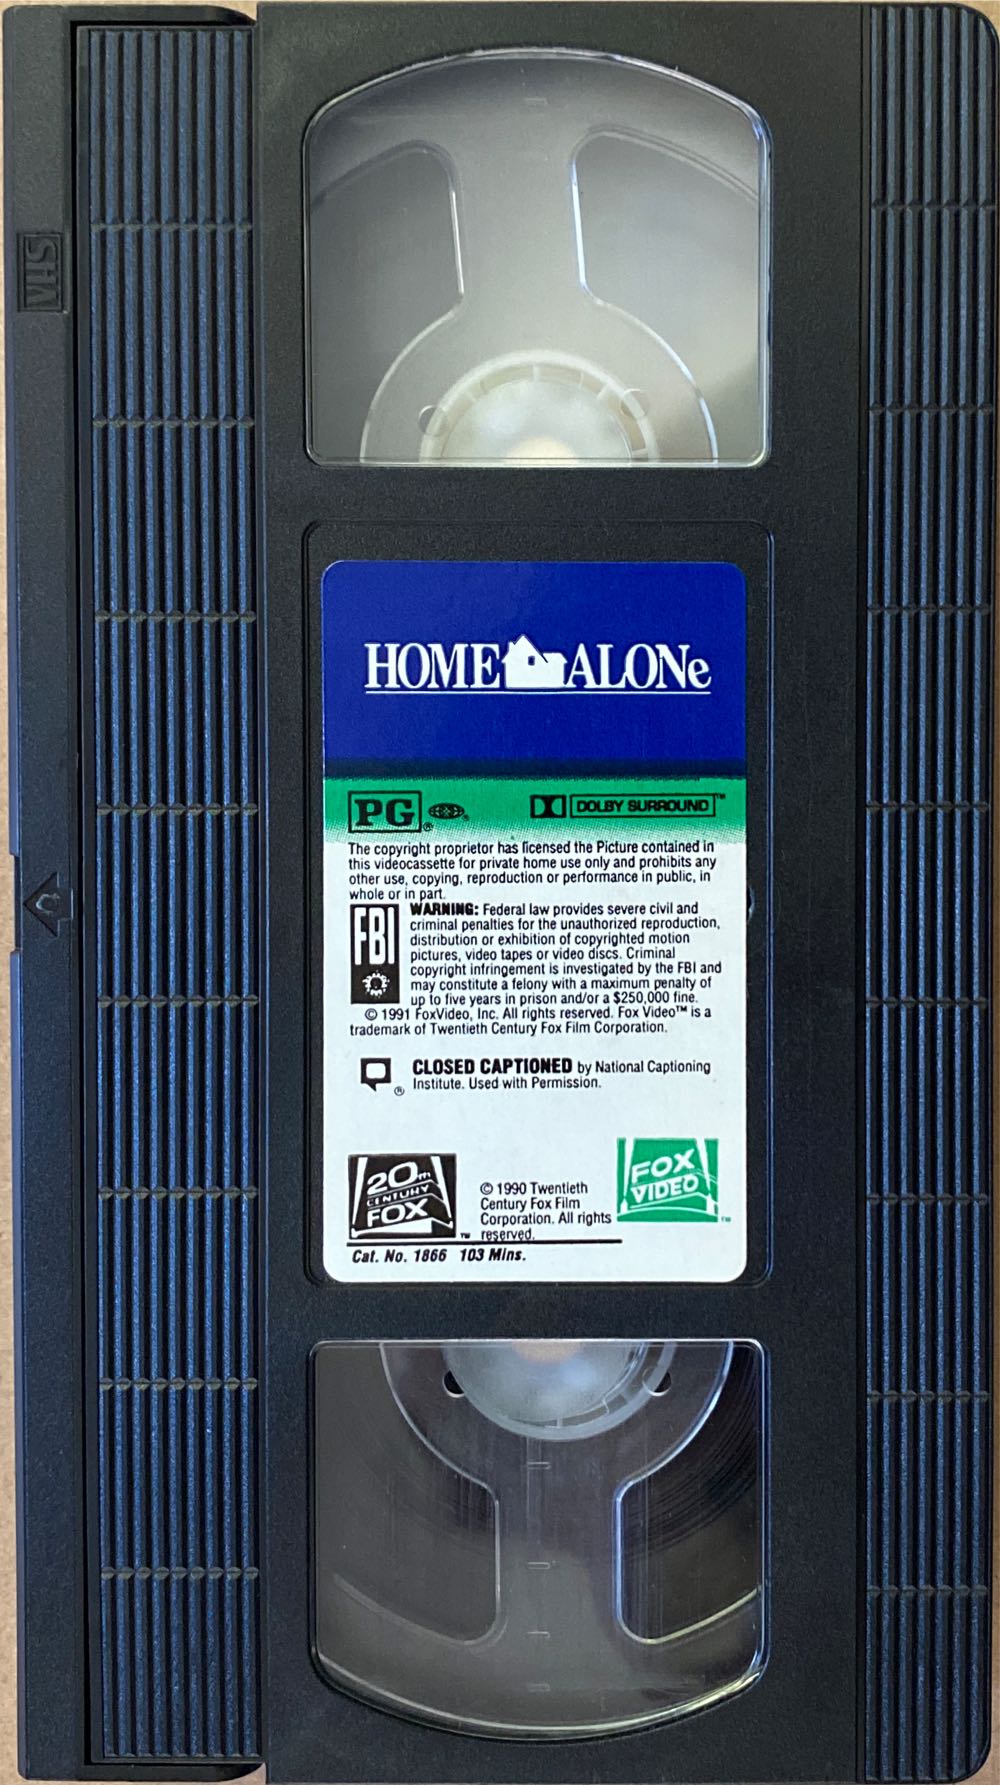 VHS
HOME ALONe
PG ®
DOLBY SURROUND™
The copyright proprietor has licensed the Picture contained in
this videocassette for private home use only and prohibits any
other use, copying, reproduction or performance in public, in
whole or in part.
FBI
WARNING: Federal law provides severe civil and
criminal penalties for the unauthorized reproduction,
distribution or exhibition of copyrighted motion
pictures, video tapes or video discs. Criminal
copyright infringement is investigated by the FBI and
may constitute a felony with a maximum penalty of
up to five years in prison and/or a $250,000 fine.
© 1991 FoxVideo, Inc. All rights reserved. Fox Video™ is a
trademark of Twentieth Century Fox Film Corporation.
CLOSED CAPTIONED by National Captioning
® Institute. Used with Permission.
20TH
CENTURY
FOX
TM
© 1990 Twentieth
Century Fox Film
Corporation. All rights
reserved.
FOX
VIDEO
TM
Cat. No. 1866 103 Mins.